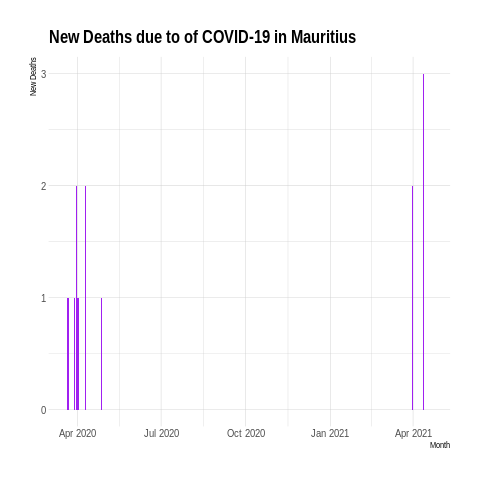 New Deaths due to of COVID-19 in Mauritius
New Deaths
3
2
1
0
Apr 2020 Jul 2020 Oct 2020 Jan 2021 Apr 2021
Month